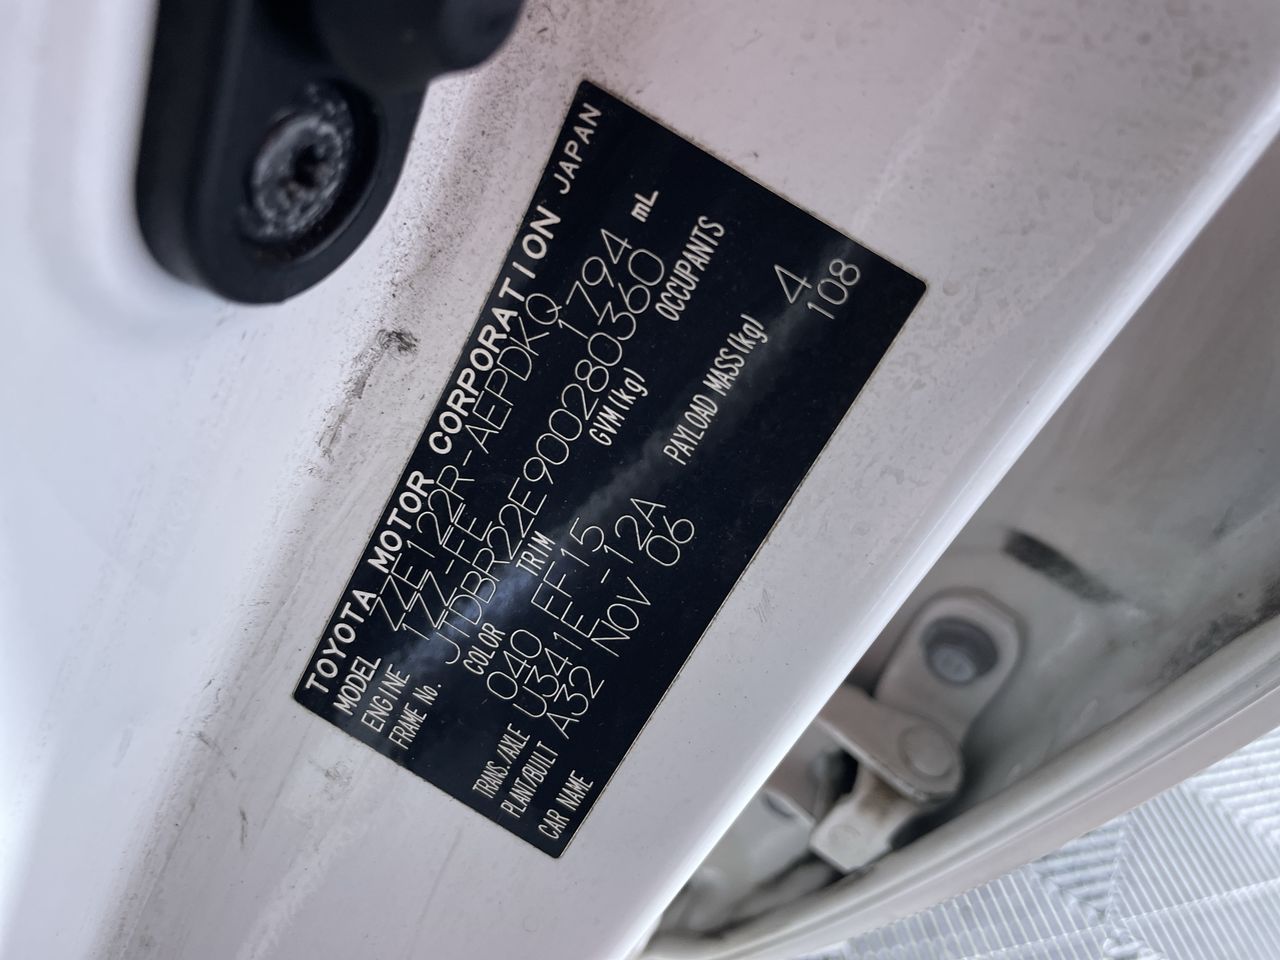 TOYOTA MOTOR CORPORATION JAPAN
MODEL ZZE122R-AEPDKQ
ENGINE 1ZZ-FE 1794 mL
FRAME No. JTDBR22E900280360
COLOR TRIM GVM(kg) OCCUPANTS
040 EF15 4
TRANS./AXLE U341E -12A PAYLOAD MASS(kg) 108
PLANT/BUILT A32 NOV 06
CAR NAME